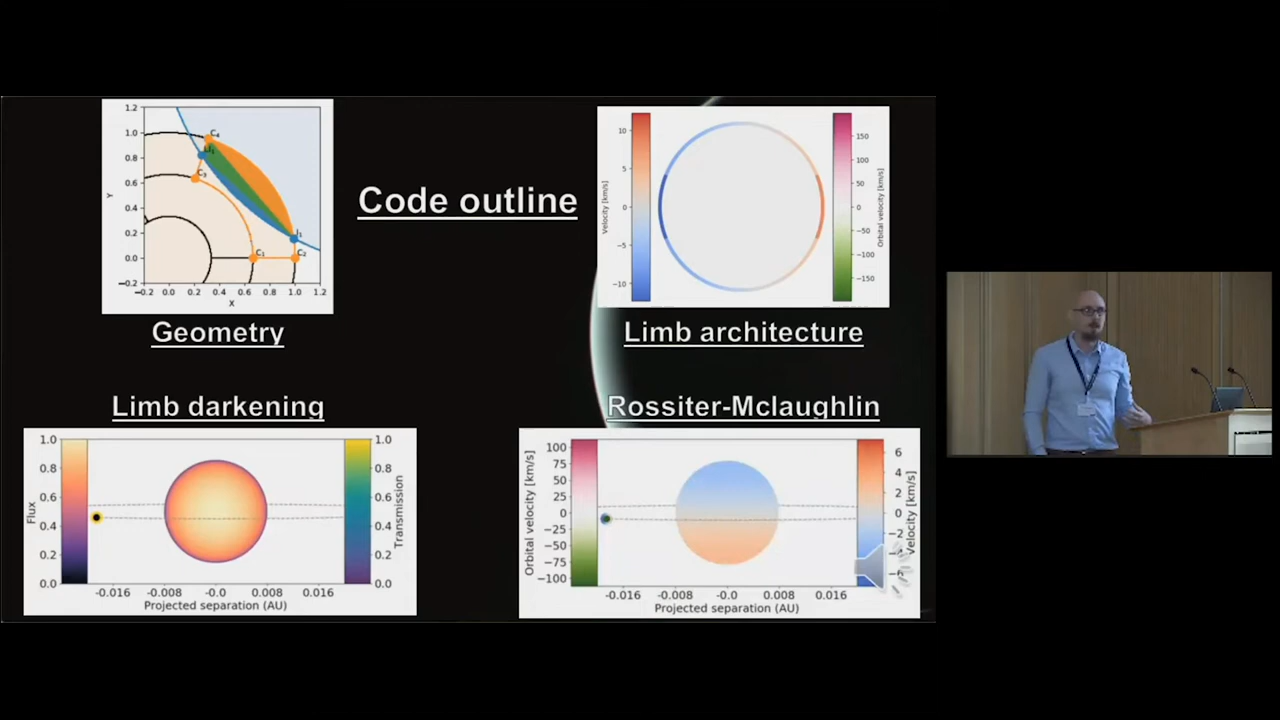 Code outline
1.2
1.0
0.8
0.6
0.4
0.2
0.0
−0.2
−0.2 0.0 0.2 0.4 0.6 0.8 1.0 1.2
X
Y
C₄
C₃
I₁
C₁
C₂
Geometry
10
5
0
−5
−10
Velocity [km/s]
150
100
50
0
−50
−100
−150
Orbital velocity [km/s]
Limb architecture
Limb darkening
1.0
0.8
0.6
0.4
0.2
0.0
Flux
1.0
0.8
0.6
0.4
0.2
0.0
Transmission
-0.016 -0.008 -0.0 0.008 0.016
Projected separation (AU)
Rossiter-Mclaughlin
100
75
50
25
0
−25
−50
−75
−100
Orbital velocity [km/s]
6
4
2
0
−2
Velocity [km/s]
-0.016 -0.008 -0.0 0.008 0.016
Projected separation (AU)